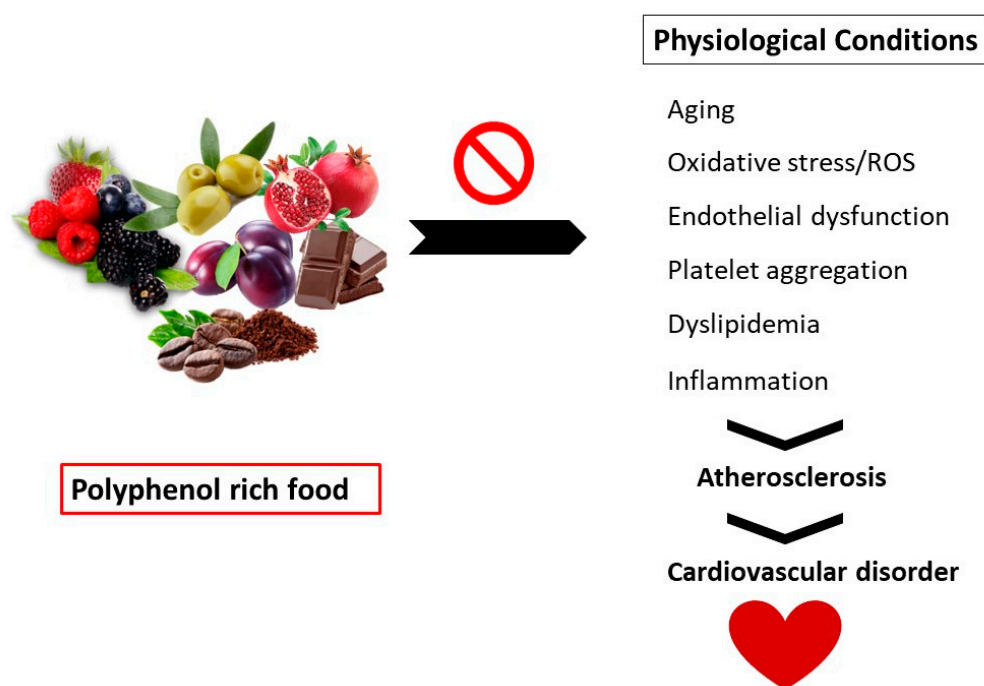 Physiological Conditions
Aging
Oxidative stress/ROS
Endothelial dysfunction
Platelet aggregation
Dyslipidemia
Inflammation
Polyphenol rich food
Atherosclerosis
Cardiovascular disorder